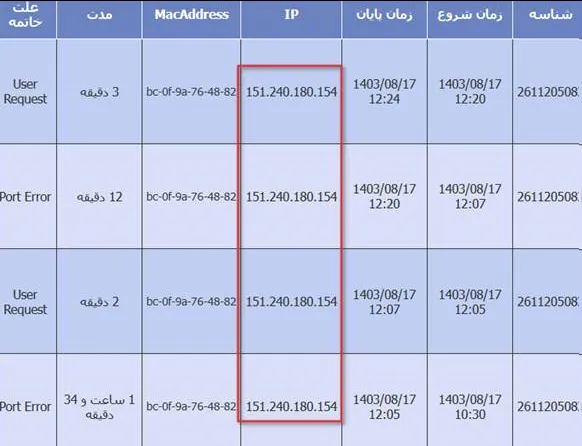 شناسه زمان شروع زمان پایان IP MacAddress مدت علت خاتمه
261120508 1403/08/17 12:20 1403/08/17 12:24 151.240.180.154 bc-0f-9a-76-48-82 3 دقیقه User Request
261120508 1403/08/17 12:07 1403/08/17 12:20 151.240.180.154 bc-0f-9a-76-48-82 12 دقیقه Port Error
261120508 1403/08/17 12:05 1403/08/17 12:07 151.240.180.154 bc-0f-9a-76-48-82 2 دقیقه User Request
261120508 1403/08/17 10:30 1403/08/17 12:05 151.240.180.154 bc-0f-9a-76-48-82 1 ساعت و 34 دقیقه Port Error